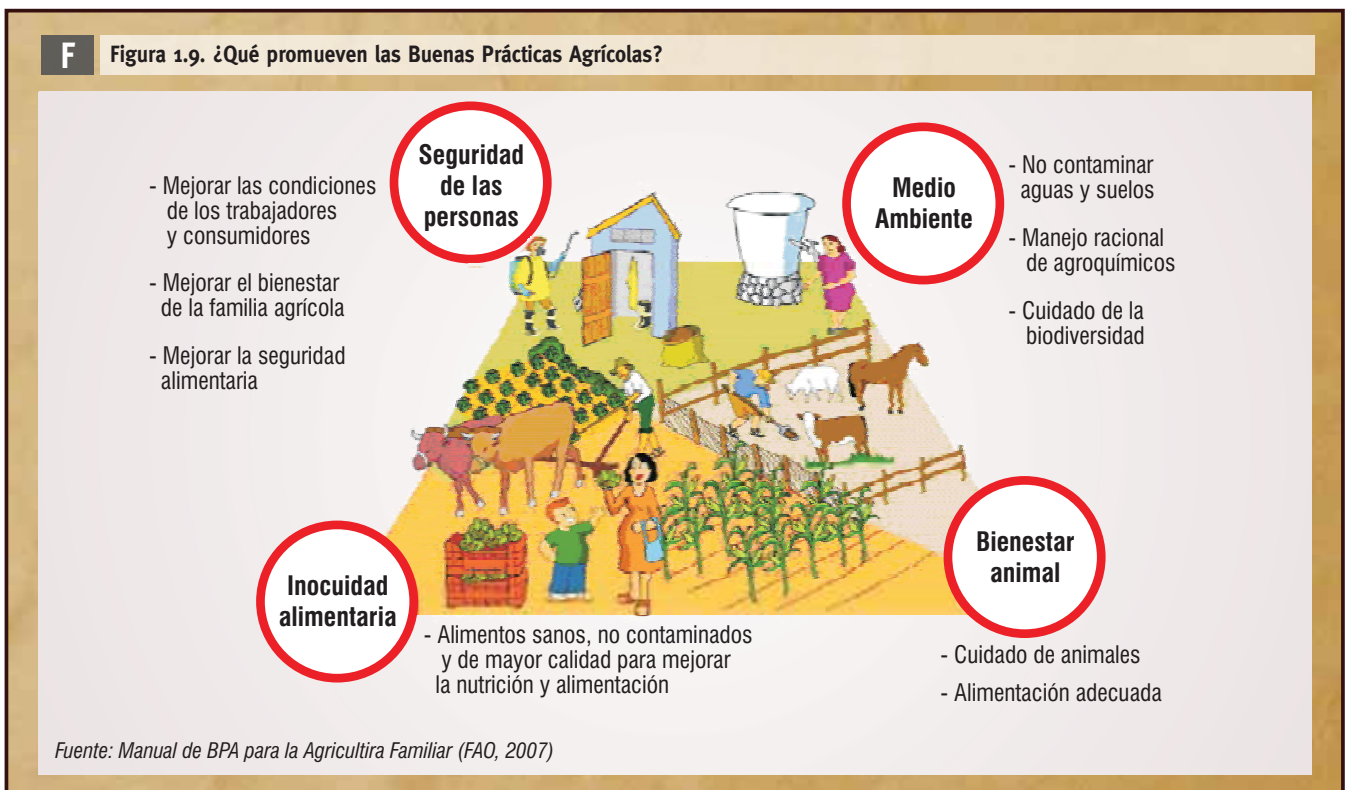 F
Figura 1.9. ¿Qué promueven las Buenas Prácticas Agrícolas?
Seguridad
de las
personas
- Mejorar las condiciones
de los trabajadores
y consumidores
- Mejorar el bienestar
de la familia agrícola
- Mejorar la seguridad
alimentaria
Medio
Ambiente
- No contaminar
aguas y suelos
- Manejo racional
de agroquímicos
- Cuidado de la
biodiversidad
Inocuidad
alimentaria
- Alimentos sanos, no contaminados
y de mayor calidad para mejorar
la nutrición y alimentación
Bienestar
animal
- Cuidado de animales
- Alimentación adecuada
Fuente: Manual de BPA para la Agricultira Familiar (FAO, 2007)